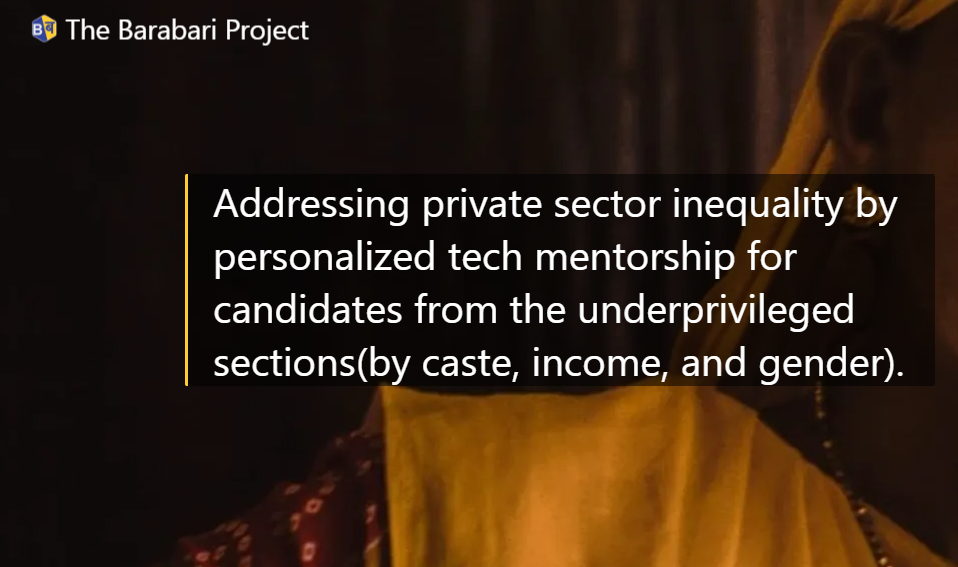 Bब The Barabari Project
Addressing private sector inequality by
personalized tech mentorship for
candidates from the underprivileged
sections(by caste, income, and gender).